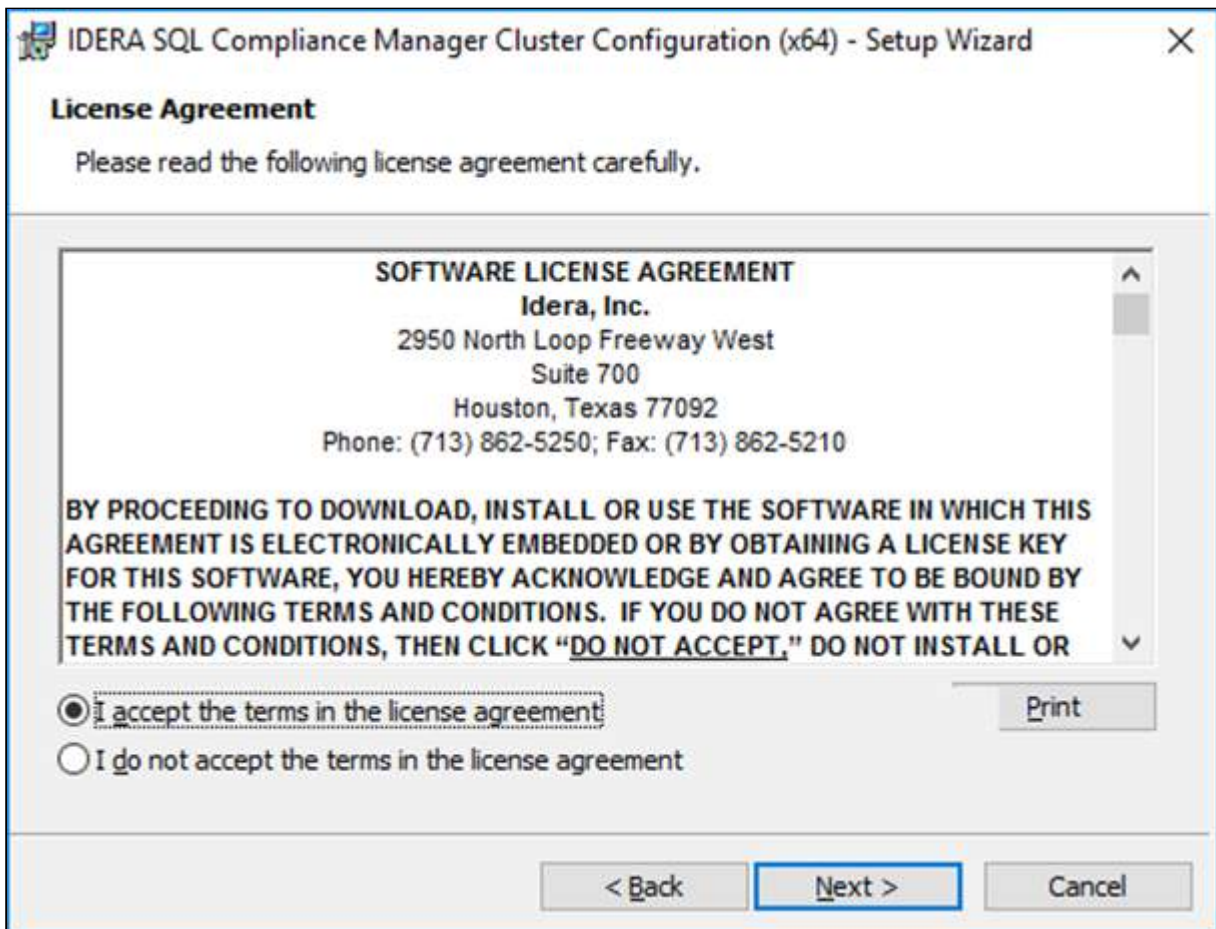 IDERA SQL Compliance Manager Cluster Configuration (x64) - Setup Wizard
License Agreement
Please read the following license agreement carefully.
SOFTWARE LICENSE AGREEMENT
Idera, Inc.
2950 North Loop Freeway West
Suite 700
Houston, Texas 77092
Phone: (713) 862-5250; Fax: (713) 862-5210
BY PROCEEDING TO DOWNLOAD, INSTALL OR USE THE SOFTWARE IN WHICH THIS
AGREEMENT IS ELECTRONICALLY EMBEDDED OR BY OBTAINING A LICENSE KEY
FOR THIS SOFTWARE, YOU HEREBY ACKNOWLEDGE AND AGREE TO BE BOUND BY
THE FOLLOWING TERMS AND CONDITIONS.  IF YOU DO NOT AGREE WITH THESE
TERMS AND CONDITIONS, THEN CLICK “DO NOT ACCEPT,” DO NOT INSTALL OR
I accept the terms in the license agreement
Print
I do not accept the terms in the license agreement
< Back
Next >
Cancel